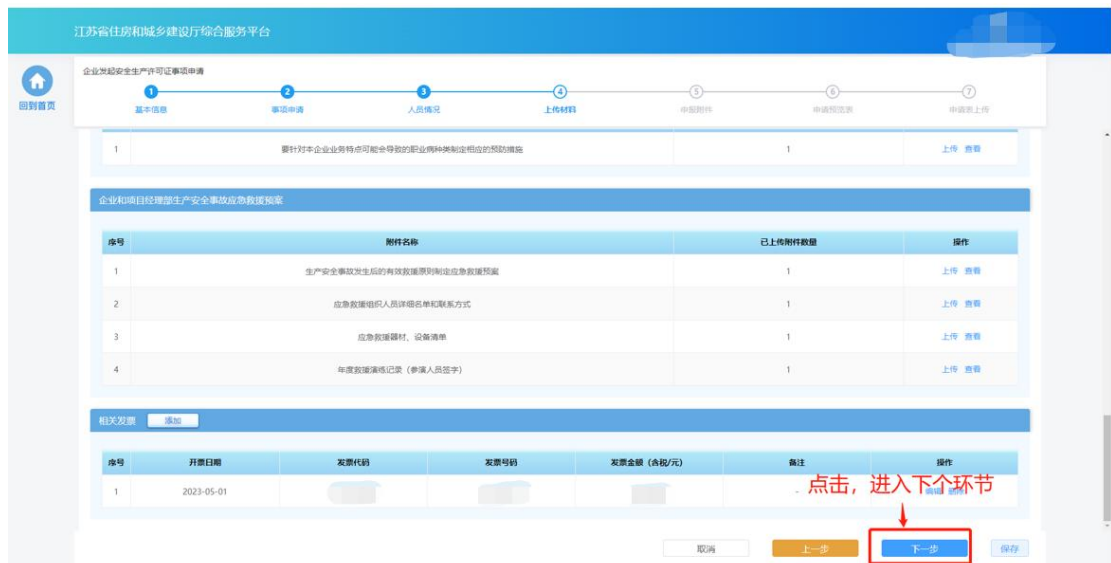 江苏省住房和城乡建设厅综合服务平台
回到首页
企业发起安全生产许可证事项申请
1 2 3 4 5 6 7
基本信息 事项申请 人员情况 上传材料 申报附件 申请预览表 申请表上传
1 要针对本企业业务特点可能会导致的职业病种类制定相应的预防措施 1 上传 查看
企业和项目经理部生产安全事故应急救援预案
序号 附件名称 已上传附件数量 操作
1 生产安全事故发生后的有效救援原则制定应急救援预案 1 上传 查看
2 应急救援组织人员详细名单和联系方式 1 上传 查看
3 应急救援器材、设备清单 1 上传 查看
4 年度救援演练记录（参演人员签字） 1 上传 查看
相关发票 添加
序号 开票日期 发票代码 发票号码 发票金额（含税/元） 备注 操作
1 2023-05-01 - 编辑 删除
点击，进入下个环节
取消 上一步 下一步 保存